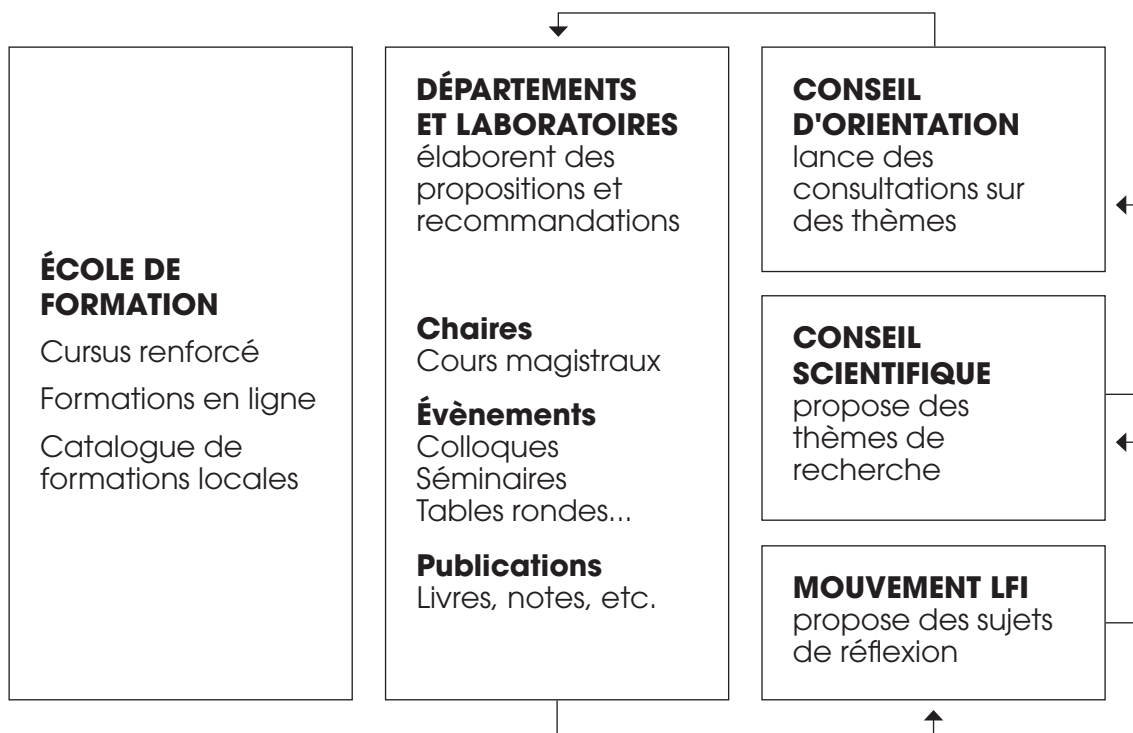 ÉCOLE DE
FORMATION
Cursus renforcé
Formations en ligne
Catalogue de
formations locales
DÉPARTEMENTS
ET LABORATOIRES
élaborent des
propositions et
recommandations
Chaires
Cours magistraux
Évènements
Colloques
Séminaires
Tables rondes...
Publications
Livres, notes, etc.
CONSEIL
D'ORIENTATION
lance des
consultations sur
des thèmes
CONSEIL
SCIENTIFIQUE
propose des
thèmes de
recherche
MOUVEMENT LFI
propose des sujets
de réflexion